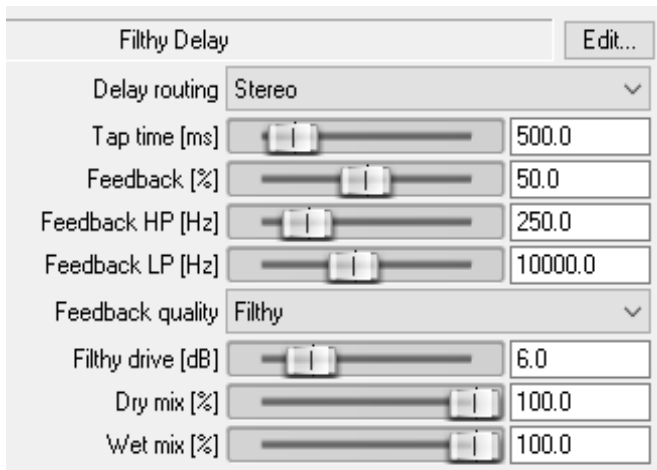 Filthy Delay Edit...
Delay routing Stereo
Tap time [ms] 500.0
Feedback [%] 50.0
Feedback HP [Hz] 250.0
Feedback LP [Hz] 10000.0
Feedback quality Filthy
Filthy drive [dB] 6.0
Dry mix [%] 100.0
Wet mix [%] 100.0